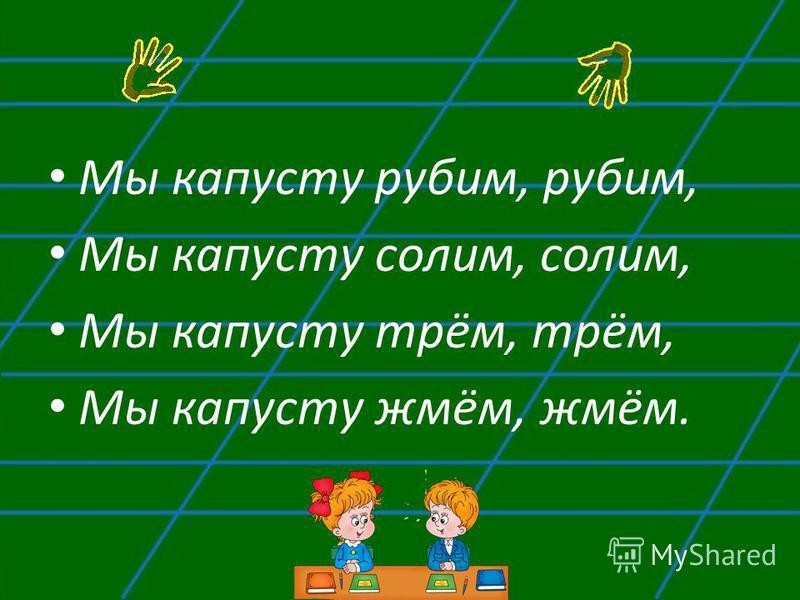 • Мы капусту рубим, рубим,
• Мы капусту солим, солим,
• Мы капусту трём, трём,
• Мы капусту жмём, жмём.
MyShared